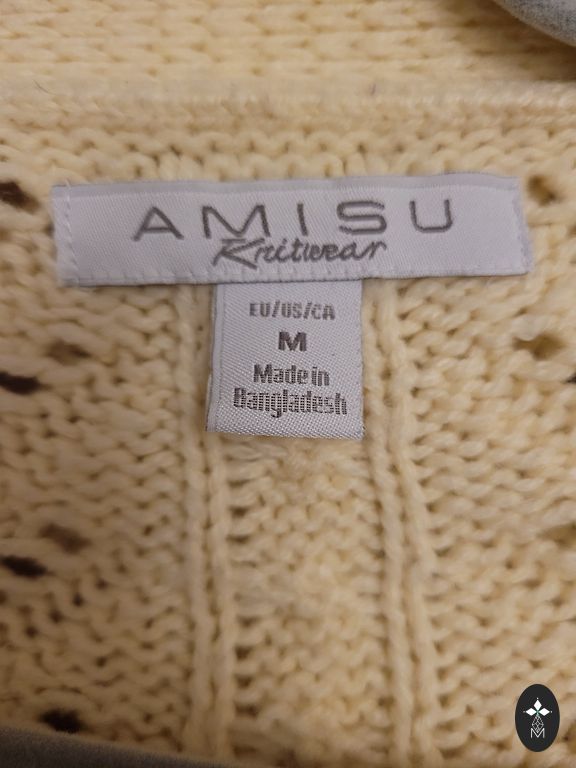 AMISU
Knitwear
EU/US/CA
M
Made in
Bangladesh
M